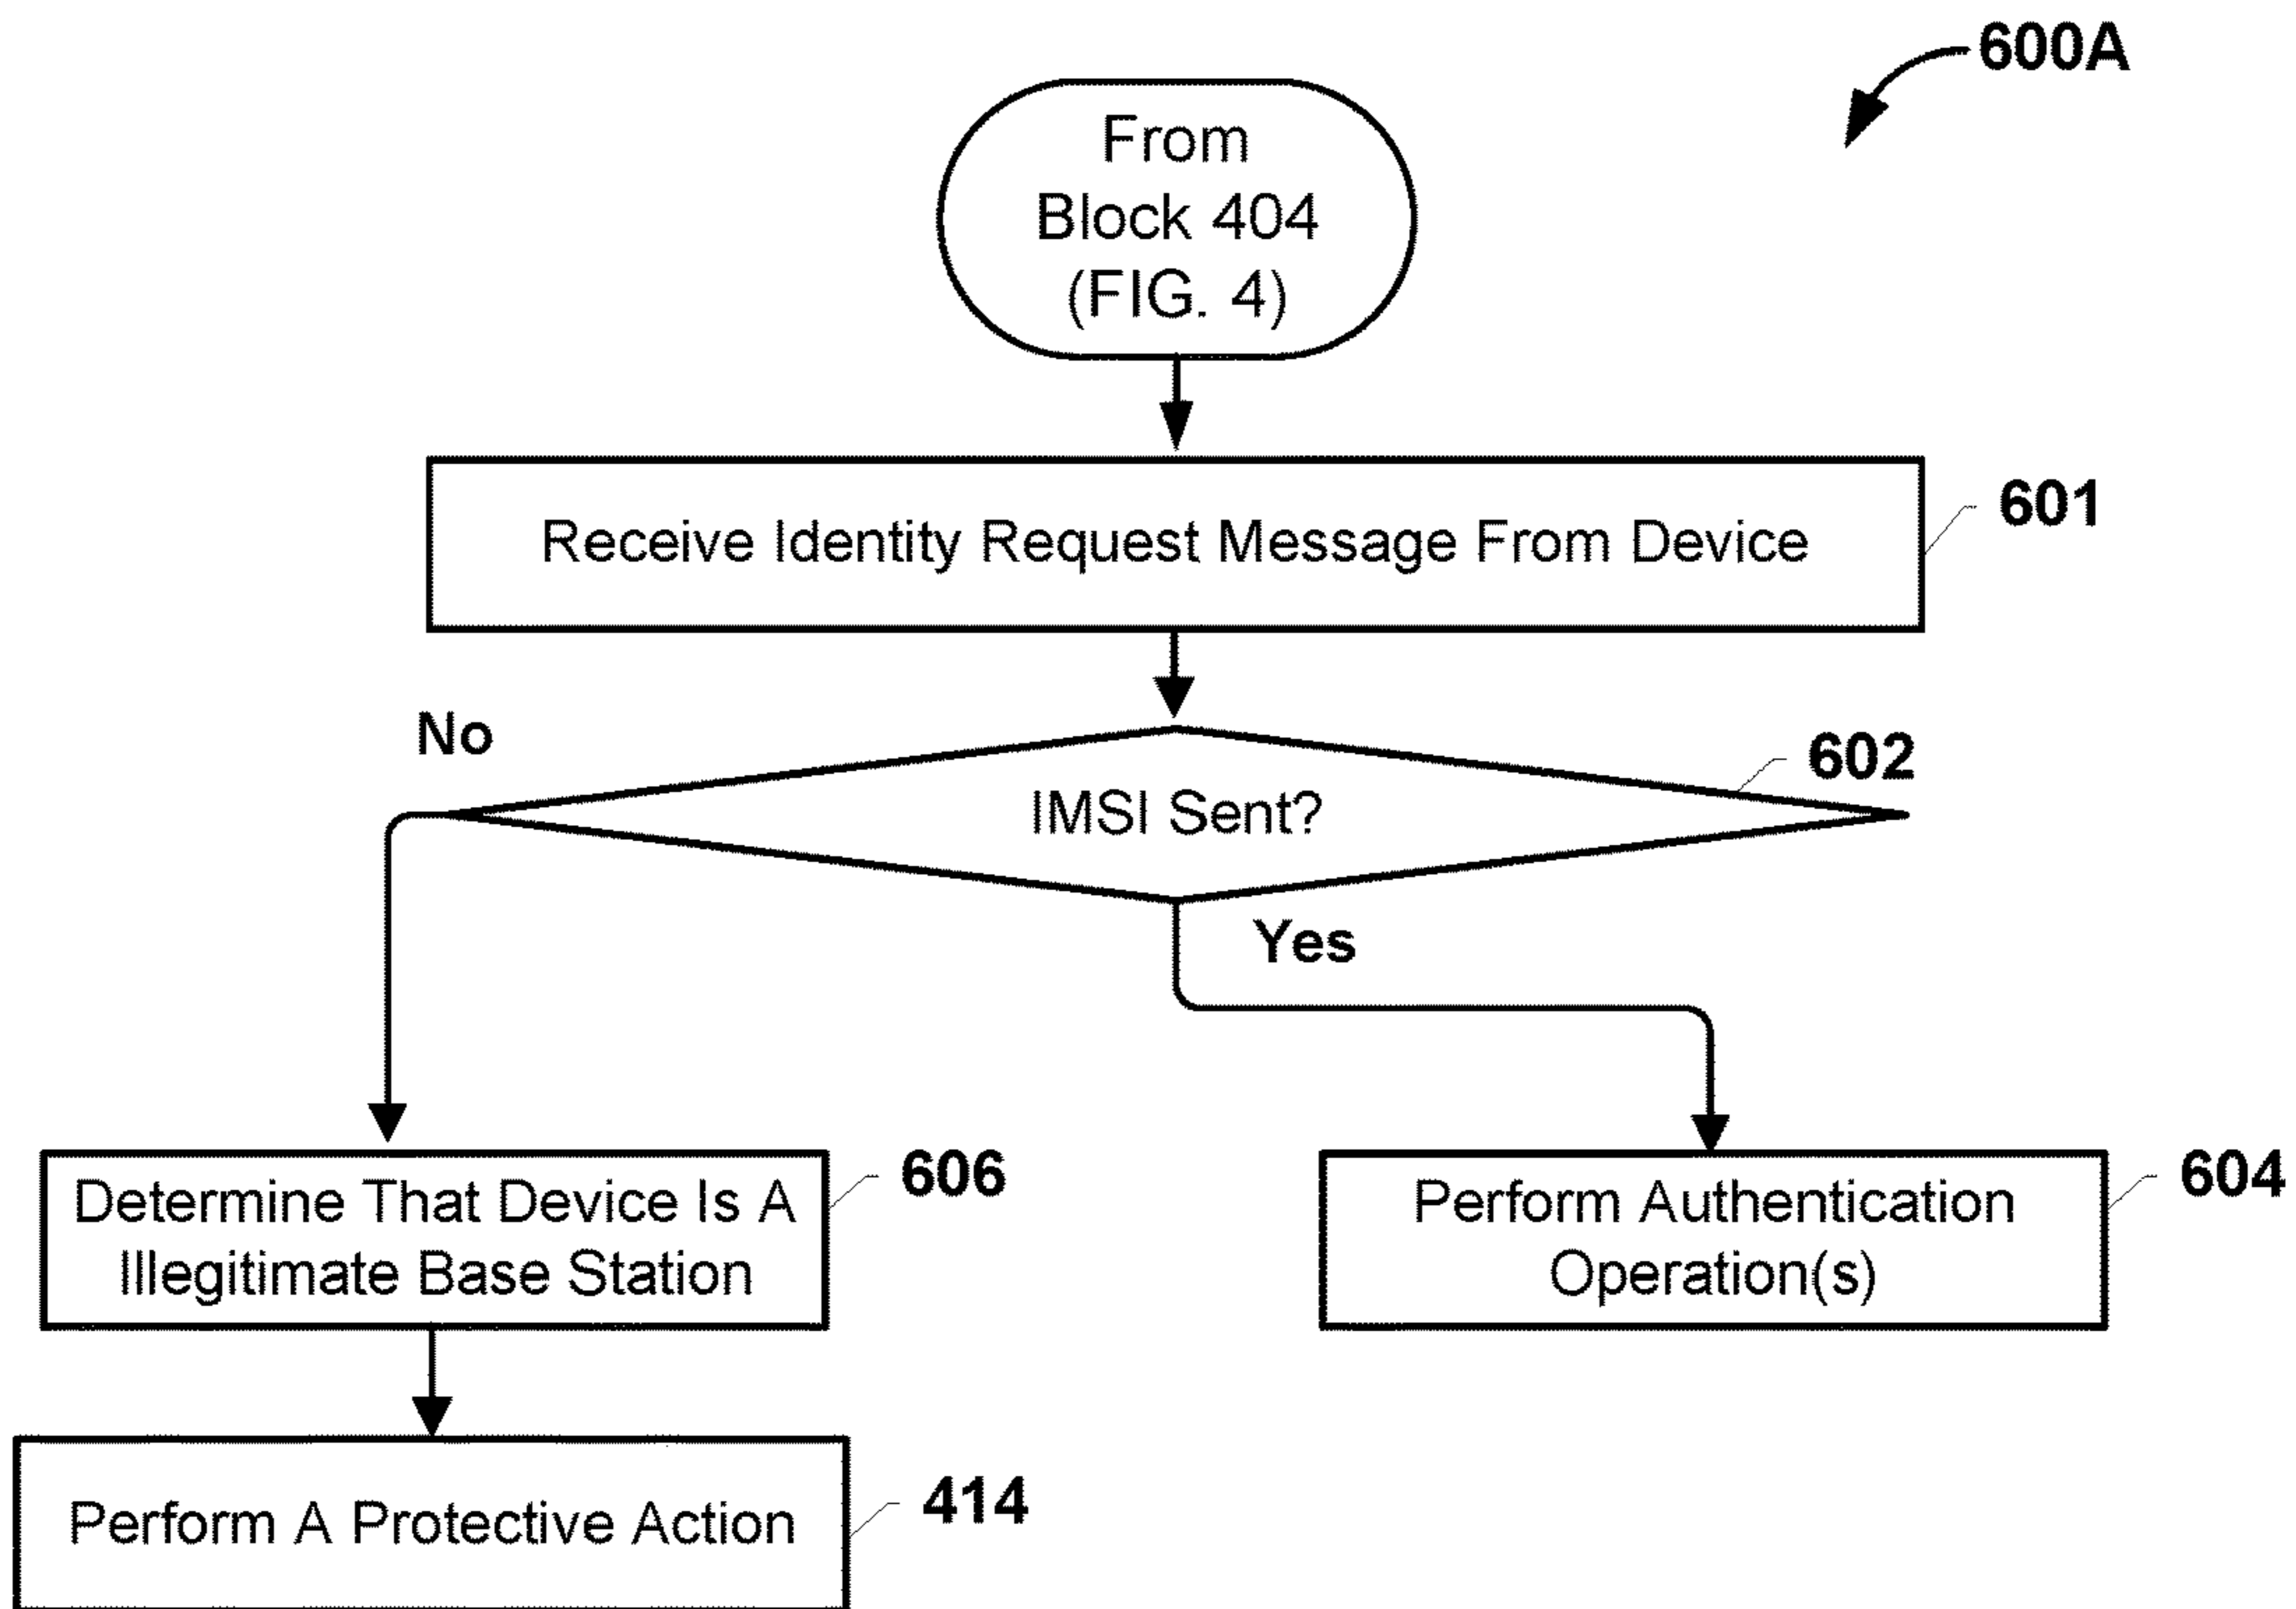 600A
From
Block 404
(FIG. 4)
Receive Identity Request Message From Device
601
No
602
IMSI Sent?
Yes
Determine That Device Is A
Illegitimate Base Station
606
Perform Authentication
Operation(s)
604
Perform A Protective Action
414